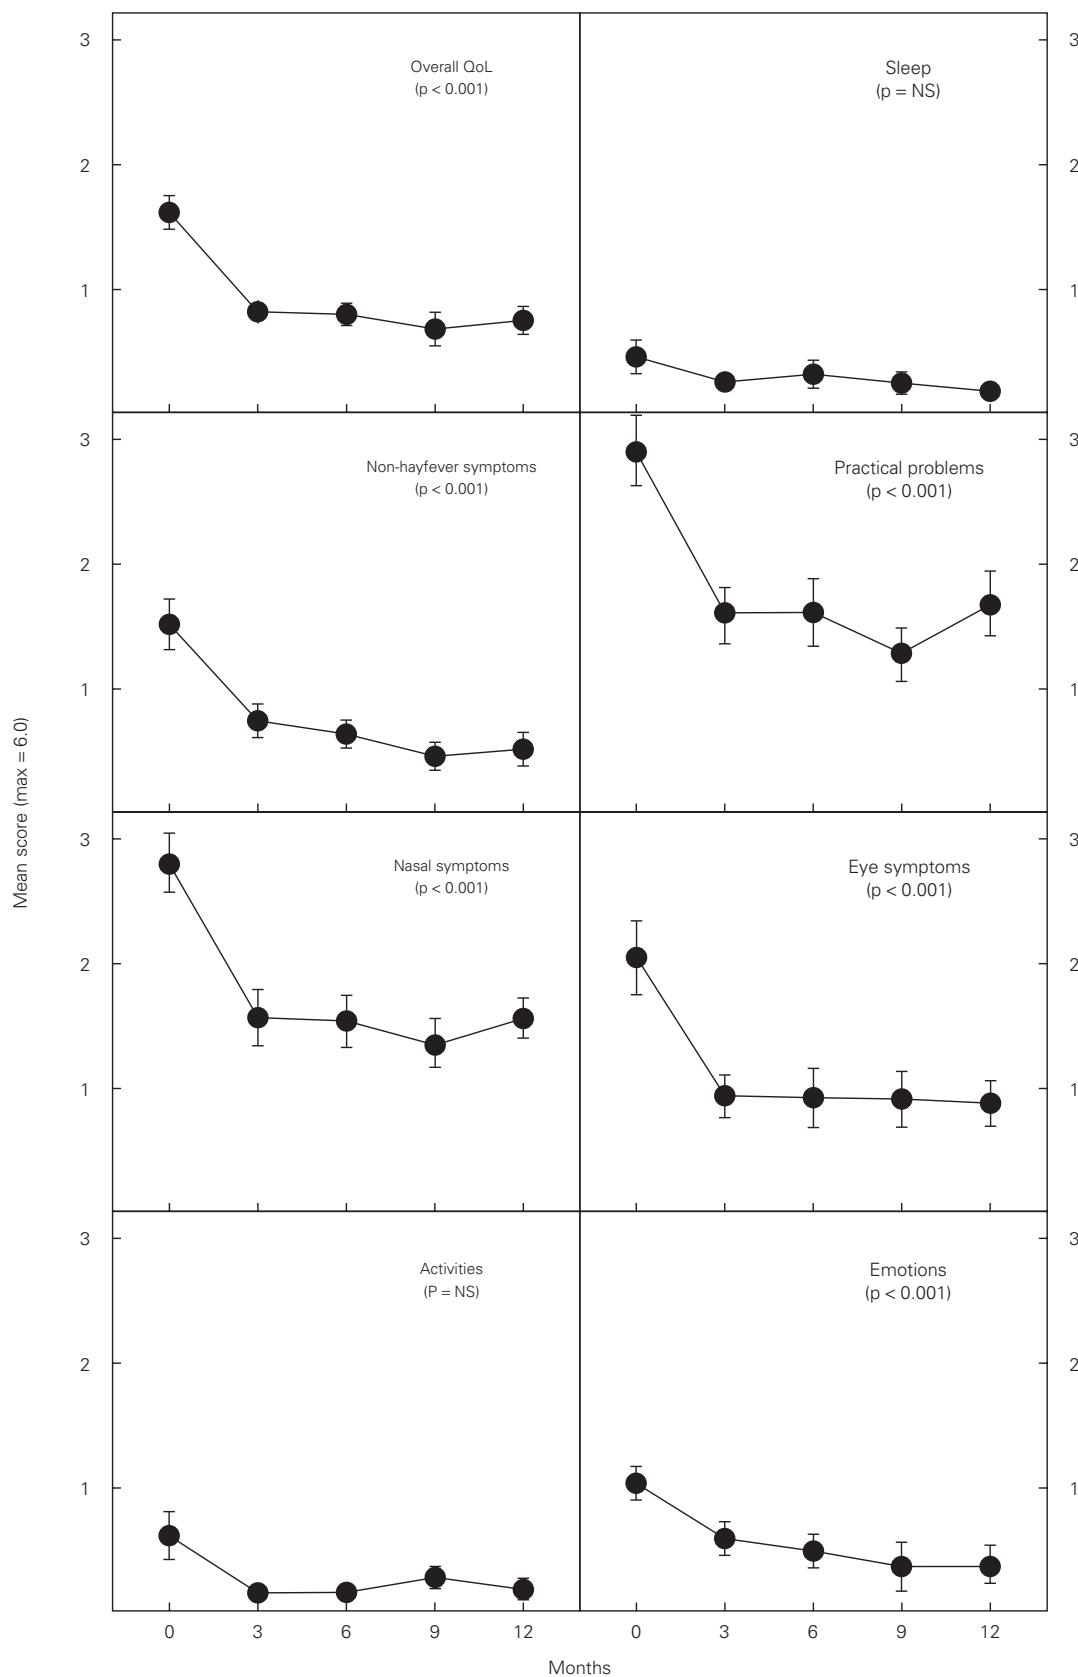 Mean score (max = 6.0)
3
2
1
Overall QoL
(p < 0.001)
Sleep
(p = NS)
3
2
1
3
2
1
Non-hayfever symptoms
(p < 0.001)
Practical problems
(p < 0.001)
3
2
1
3
2
1
Nasal symptoms
(p < 0.001)
Eye symptoms
(p < 0.001)
3
2
1
3
2
1
Activities
(P = NS)
Emotions
(p < 0.001)
3
2
1
0 3 6 9 12 0 3 6 9 12
Months